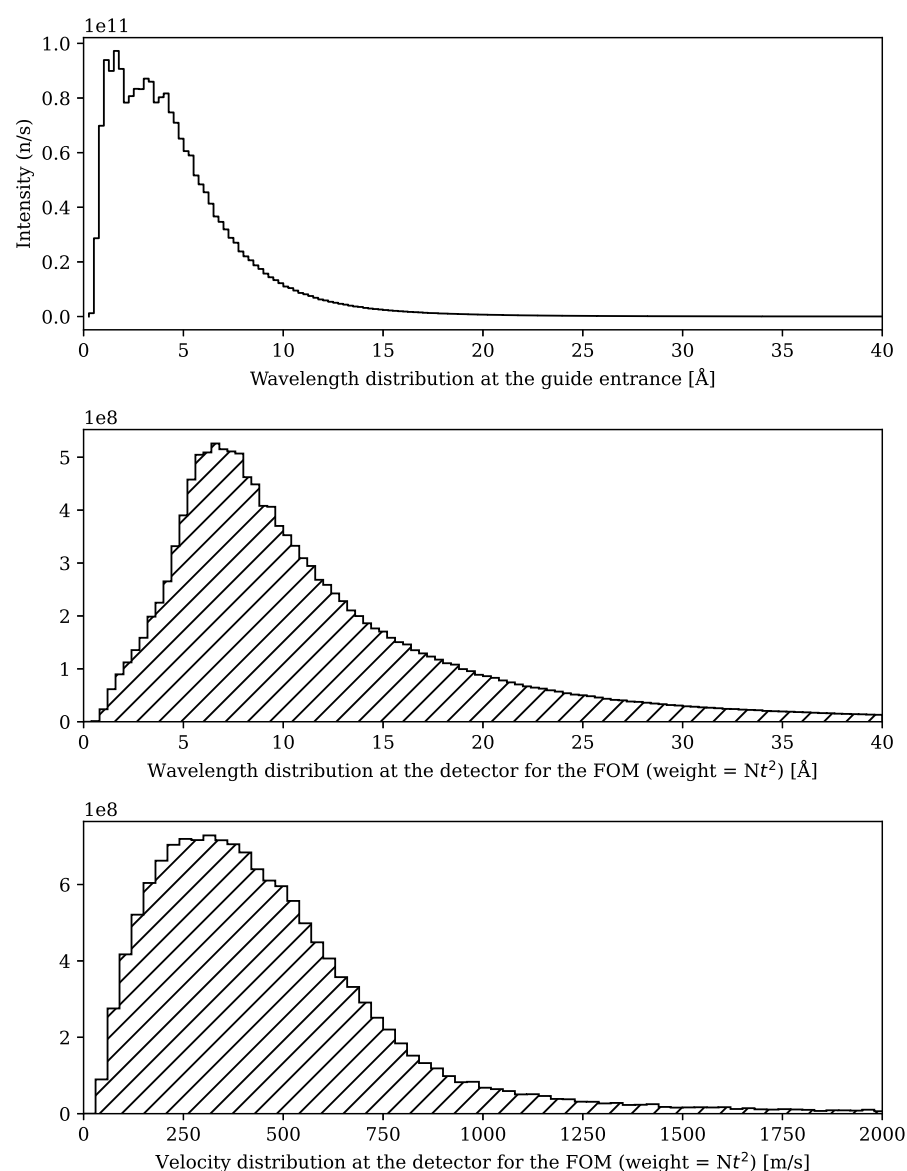 1e11
1.0
0.8
0.6
0.4
0.2
0.0
Intensity (n/s)
0 5 10 15 20 25 30 35 40
Wavelength distribution at the guide entrance [Å]
1e8
5
4
3
2
1
0
0 5 10 15 20 25 30 35 40
Wavelength distribution at the detector for the FOM (weight = Nt²) [Å]
1e8
6
4
2
0
0 250 500 750 1000 1250 1500 1750 2000
Velocity distribution at the detector for the FOM (weight = Nt²) [m/s]